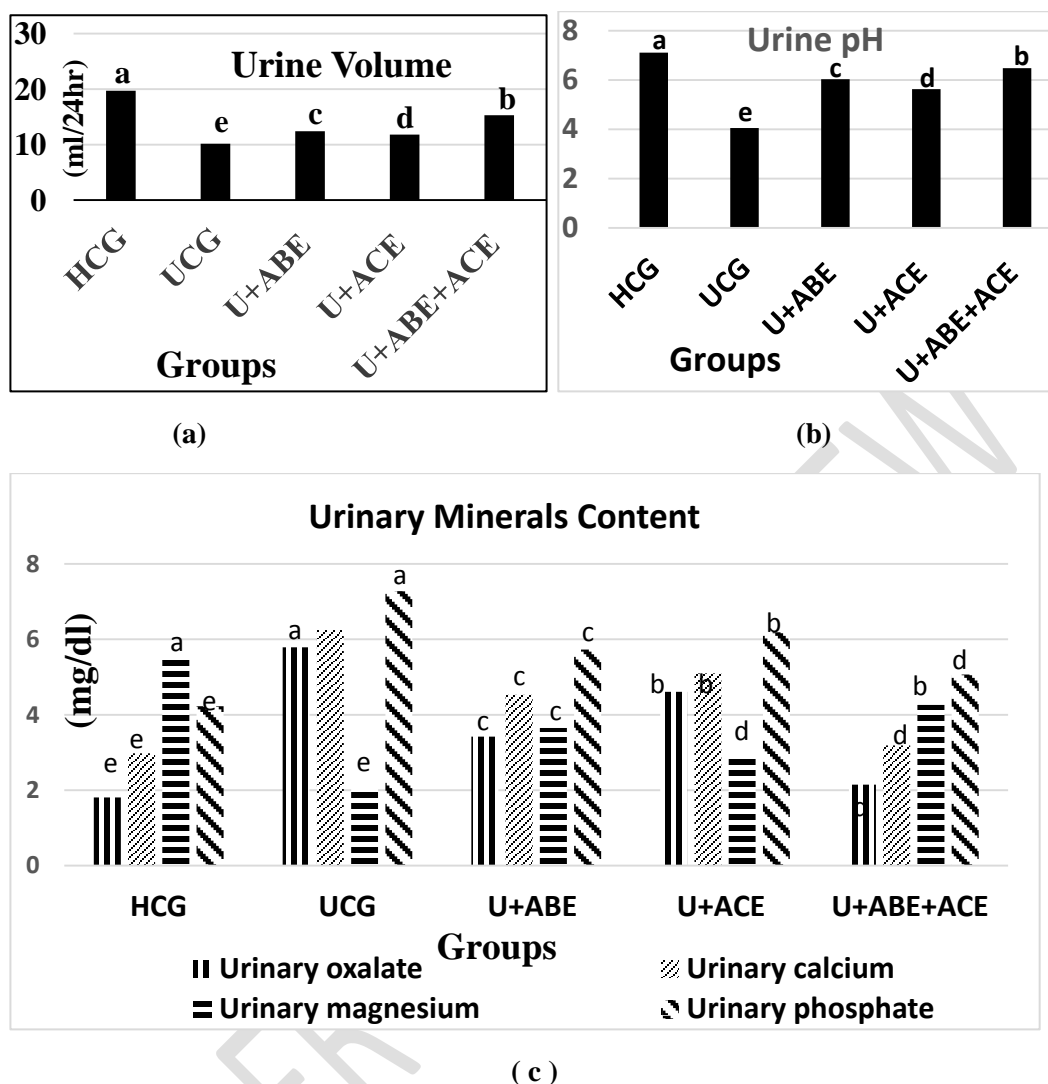 Urine Volume
30
20
10
0
(ml/24hr)
a
e
c
d
b
HCG
UCG
U+ABE
U+ACE
U+ABE+ACE
Groups
(a)
Urine pH
8
6
4
2
0
a
e
c
d
b
HCG
UCG
U+ABE
U+ACE
U+ABE+ACE
Groups
(b)
Urinary Minerals Content
8
6
4
2
0
(mg/dl)
e e a e
a e a
c c c c
b b d b
d b d
HCG UCG U+ABE U+ACE U+ABE+ACE
Groups
Urinary oxalate Urinary calcium
Urinary magnesium Urinary phosphate
( c )